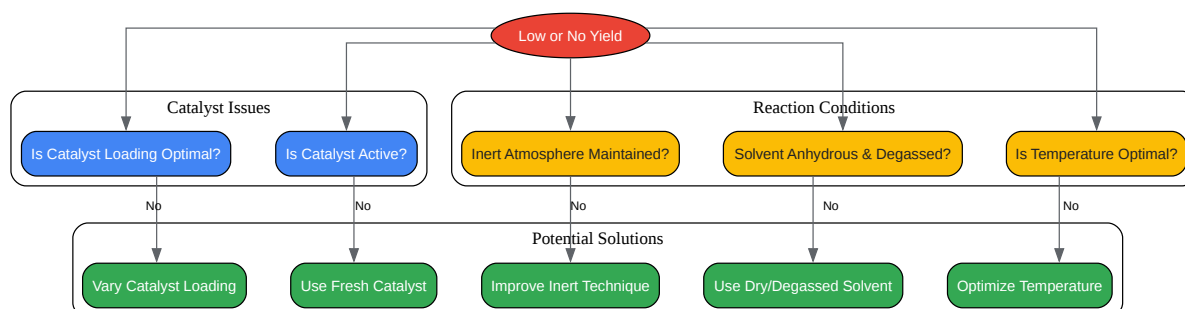 Low or No Yield
Catalyst Issues
Reaction Conditions
Is Catalyst Loading Optimal?
Is Catalyst Active?
Inert Atmosphere Maintained?
Solvent Anhydrous & Degassed?
Is Temperature Optimal?
No
No
No
No
No
Potential Solutions
Vary Catalyst Loading
Use Fresh Catalyst
Improve Inert Technique
Use Dry/Degassed Solvent
Optimize Temperature